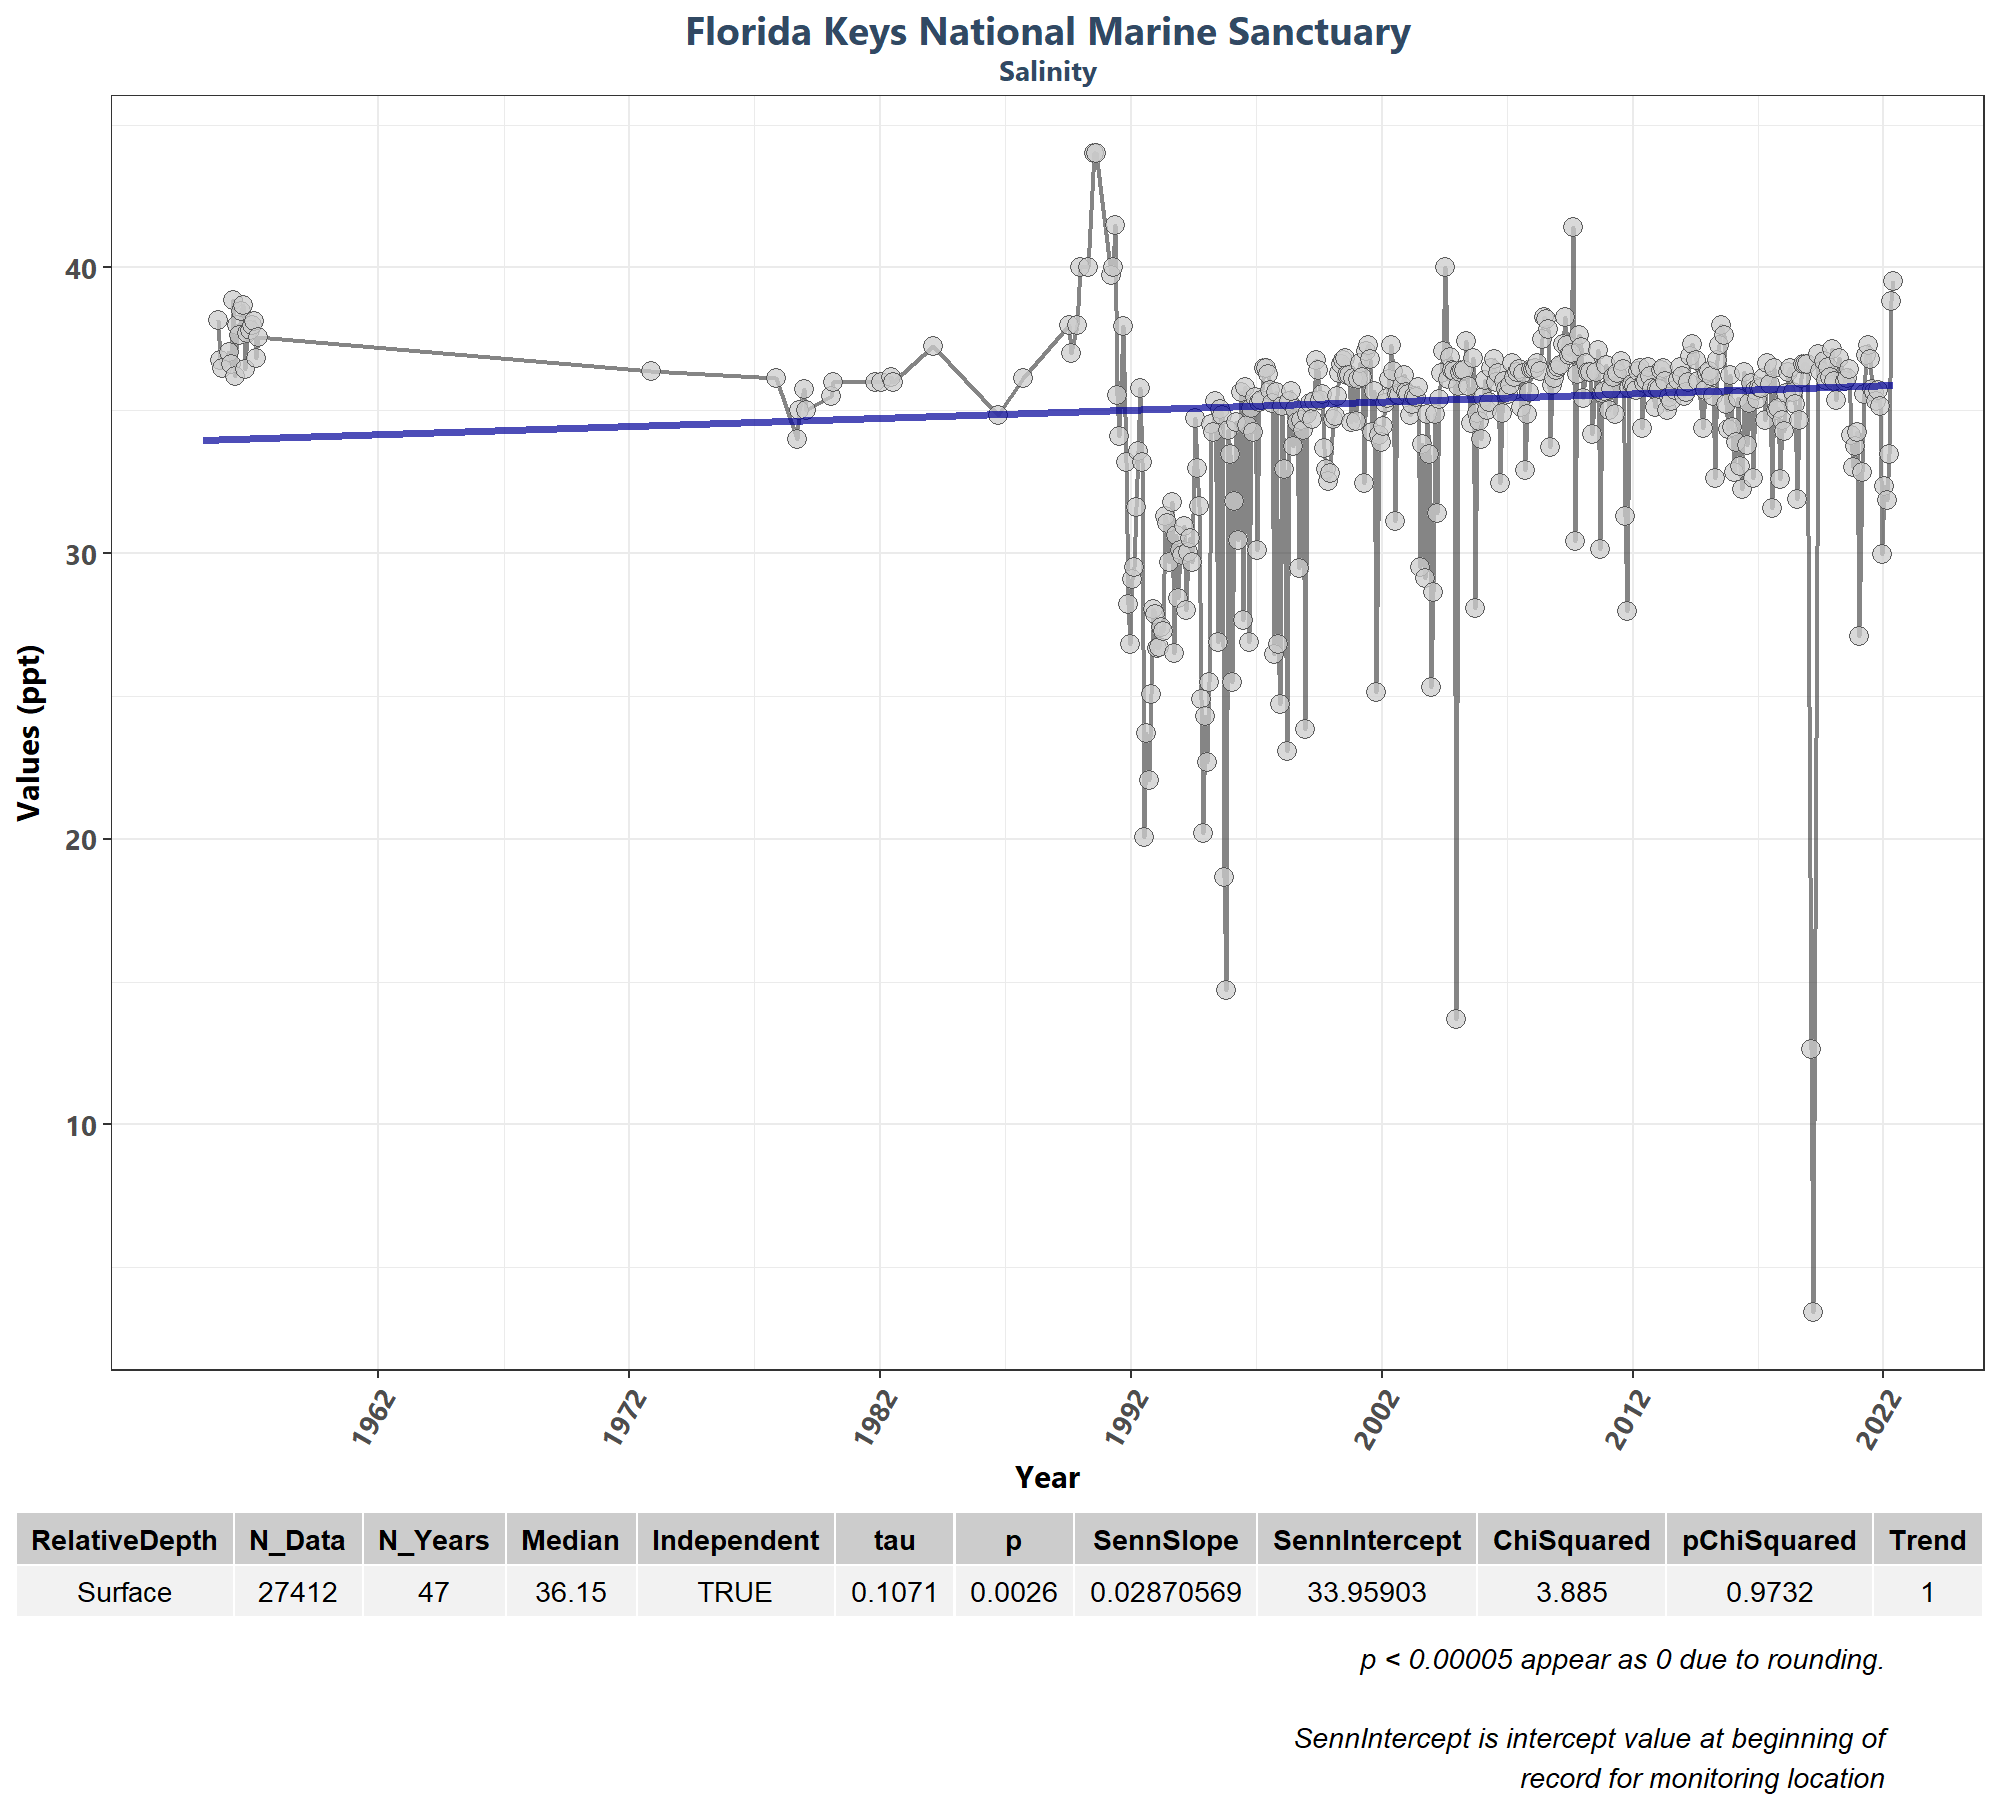 Florida Keys National Marine Sanctuary
Salinity
Values (ppt)
40
30
20
10
1962 1972 1982 1992 2002 2012 2022
Year
RelativeDepth N_Data N_Years Median Independent tau p SennSlope SennIntercept ChiSquared pChiSquared Trend
Surface 27412 47 36.15 TRUE 0.1071 0.0026 0.02870569 33.95903 3.885 0.9732 1
p < 0.00005 appear as 0 due to rounding.
SennIntercept is intercept value at beginning of
record for monitoring location